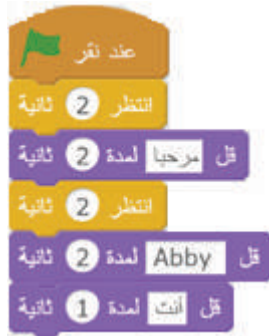 عند نقر
انتظر 2 ثانية
قل مرحبا لمدة 2 ثانية
انتظر 2 ثانية
قل Abby لمدة 2 ثانية
قل أنت لمدة 1 ثانية